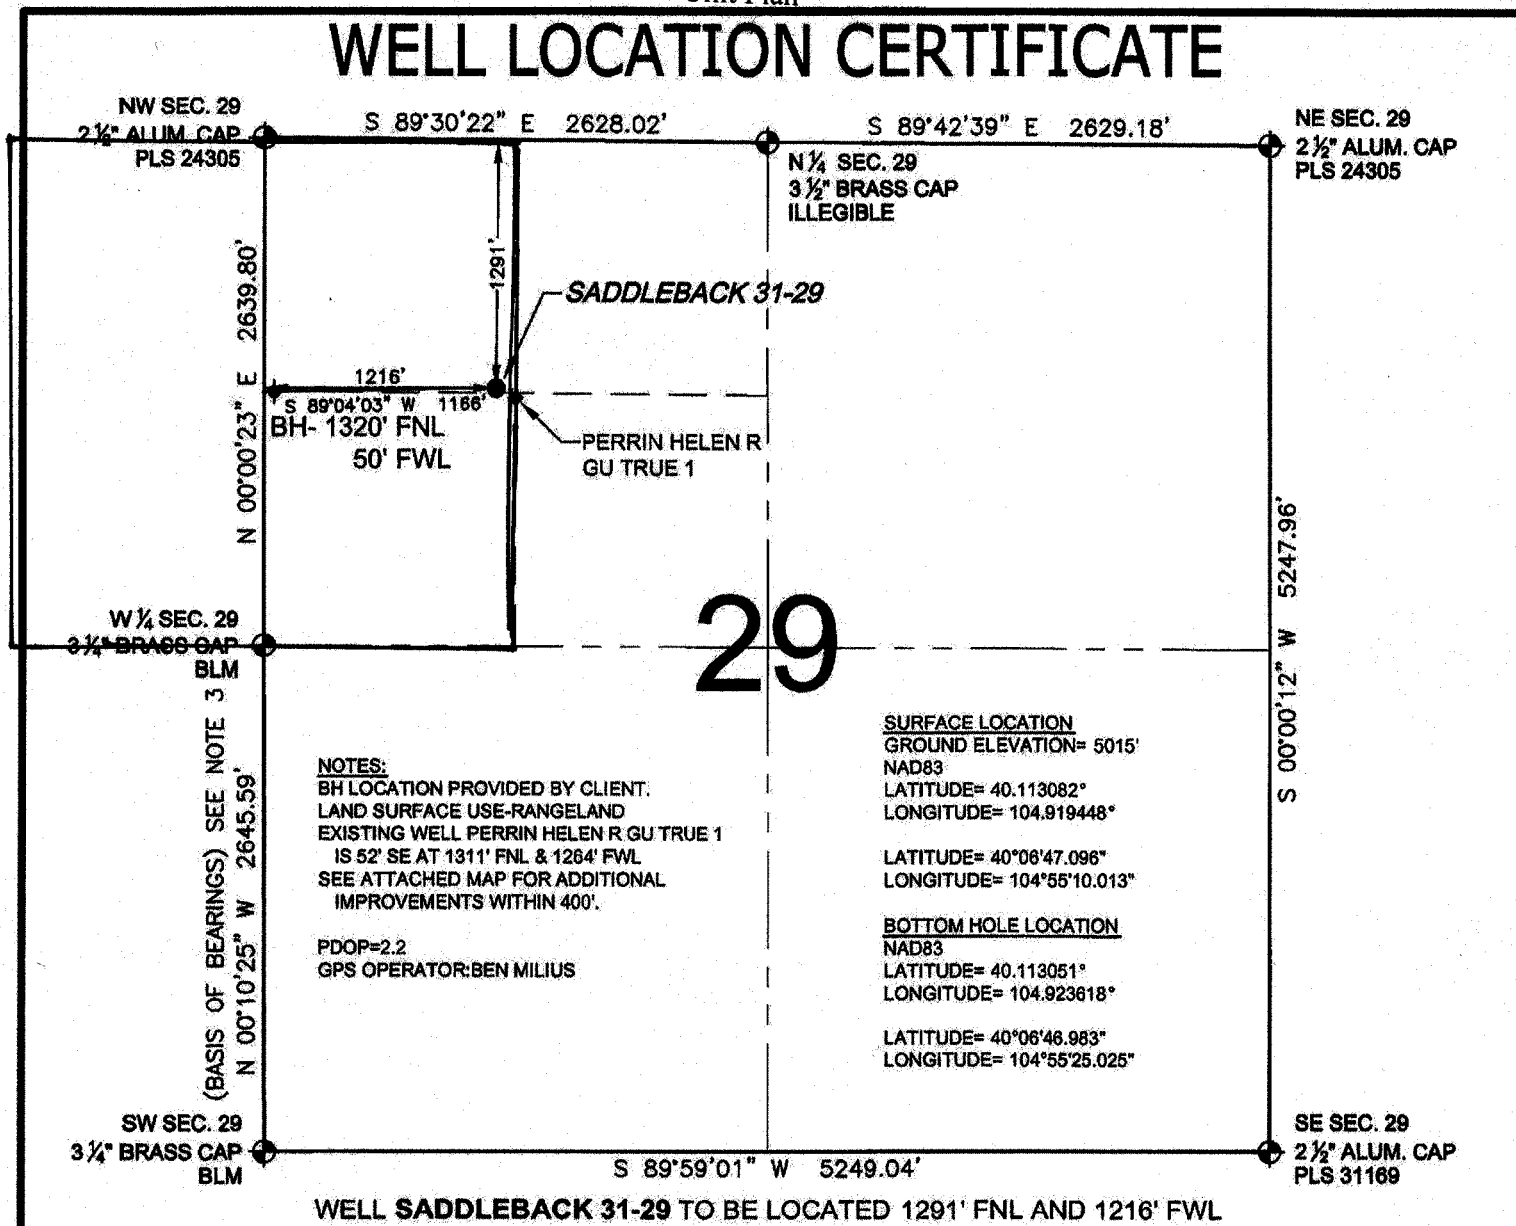 WELL LOCATION CERTIFICATE
NW SEC. 29
2 ½" ALUM. CAP
PLS 24305
S 89°30'22" E 2628.02'
S 89°42'39" E 2629.18'
NE SEC. 29
2 ½" ALUM. CAP
PLS 24305
N ¼ SEC. 29
3 ½" BRASS CAP
ILLEGIBLE
N 00°00'23" E 2639.80'
1291'
SADDLEBACK 31-29
1216'
S 89°04'03" W 1166'
BH- 1320' FNL
50' FWL
PERRIN HELEN R
GU TRUE 1
S 00°00'12" W 5247.96'
W ¼ SEC. 29
3 ¼" BRASS CAP
BLM
29
(BASIS OF BEARINGS) SEE NOTE 3
N 00°10'25" W 2645.59'
NOTES:
BH LOCATION PROVIDED BY CLIENT.
LAND SURFACE USE-RANGELAND
EXISTING WELL PERRIN HELEN R GU TRUE 1
IS 52' SE AT 1311' FNL & 1264' FWL
SEE ATTACHED MAP FOR ADDITIONAL
IMPROVEMENTS WITHIN 400'.
PDOP=2.2
GPS OPERATOR:BEN MILIUS
SURFACE LOCATION
GROUND ELEVATION= 5015'
NAD83
LATITUDE= 40.113082°
LONGITUDE= 104.919448°
LATITUDE= 40°06'47.096"
LONGITUDE= 104°55'10.013"
BOTTOM HOLE LOCATION
NAD83
LATITUDE= 40.113051°
LONGITUDE= 104.923618°
LATITUDE= 40°06'46.983"
LONGITUDE= 104°55'25.025"
SW SEC. 29
3 ¼" BRASS CAP
BLM
S 89°59'01" W 5249.04'
SE SEC. 29
2 ½" ALUM. CAP
PLS 31169
WELL SADDLEBACK 31-29 TO BE LOCATED 1291' FNL AND 1216' FWL